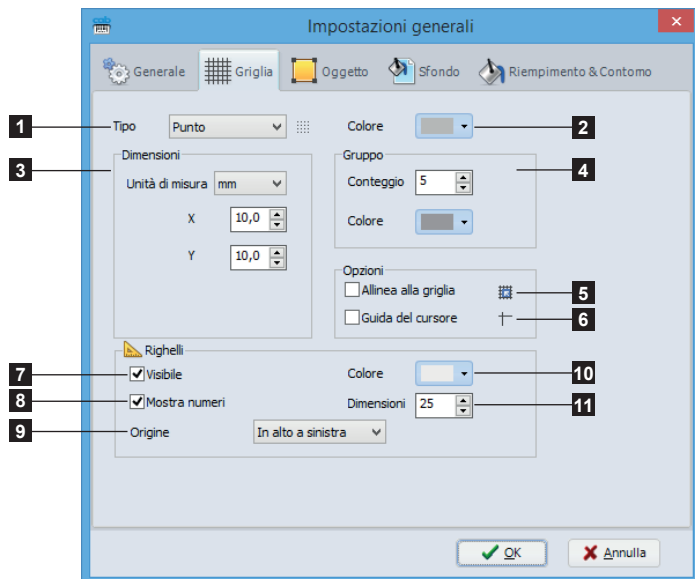 Impostazioni generali
Generale Griglia Oggetto Sfondo Riempimento & Contorno
1 Tipo Punto Colore 2
3 Dimensioni Gruppo 4
Unità di misura mm Conteggio 5
X 10,0 Colore
Y 10,0
Opzioni
Allinea alla griglia 5
Guida del cursore 6
Righelli
7 Visibile Colore 10
8 Mostra numeri Dimensioni 25 11
9 Origine In alto a sinistra
OK Annulla